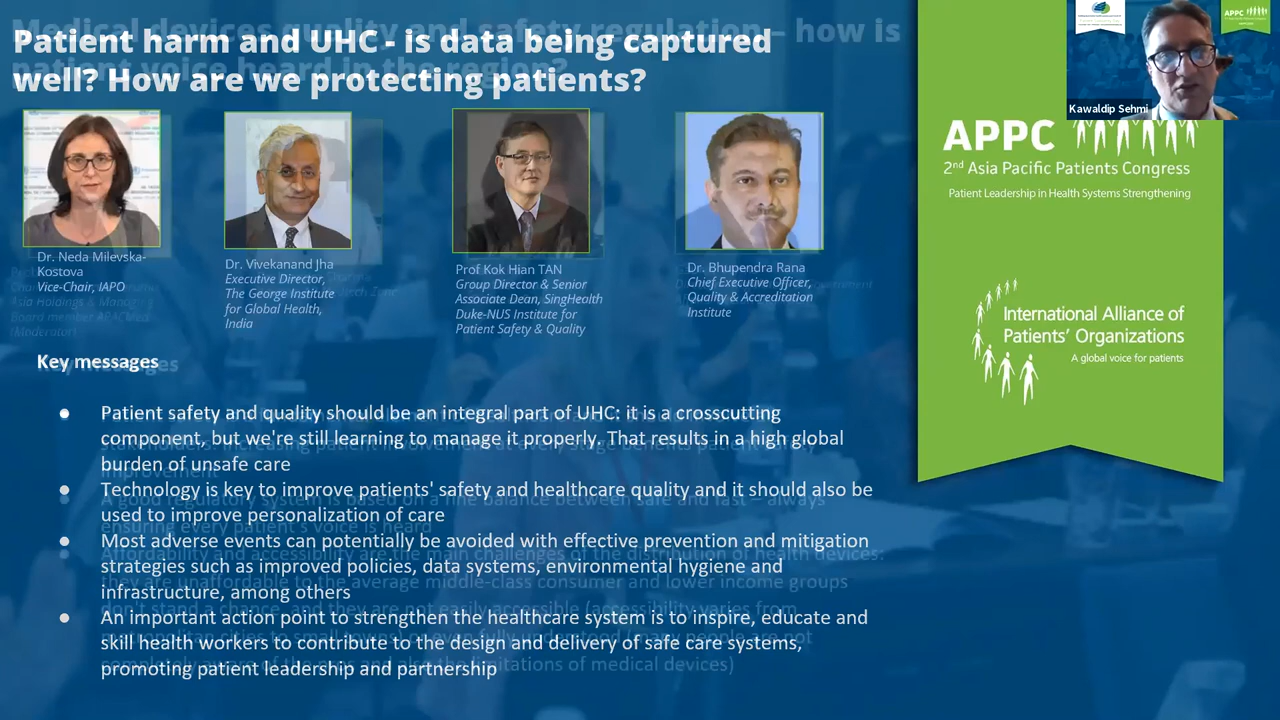 Patient harm and UHC - is data being captured
well? How are we protecting patients?
Dr. Neda Milevska-
Kostova
Vice-Chair, IAPO
Dr. Vivekanand Jha
Executive Director,
The George Institute
for Global Health,
India
Prof Kok Hian TAN
Group Director & Senior
Associate Dean, SingHealth
Duke-NUS Institute for
Patient Safety & Quality
Dr. Bhupendra Rana
Chief Executive Officer,
Quality & Accreditation
Institute
Key messages
● Patient safety and quality should be an integral part of UHC: it is a crosscutting
component, but we're still learning to manage it properly. That results in a high global
burden of unsafe care
● Technology is key to improve patients' safety and healthcare quality and it should also be
used to improve personalization of care
● Most adverse events can potentially be avoided with effective prevention and mitigation
strategies such as improved policies, data systems, environmental hygiene and
infrastructure, among others
● An important action point to strengthen the healthcare system is to inspire, educate and
skill health workers to contribute to the design and delivery of safe care systems,
promoting patient leadership and partnership
Kawaldip Sehmi
APPC
APPC
2nd Asia Pacific Patients Congress
Patient Leadership in Health Systems Strengthening
International Alliance of
Patients' Organizations
A global voice for patients